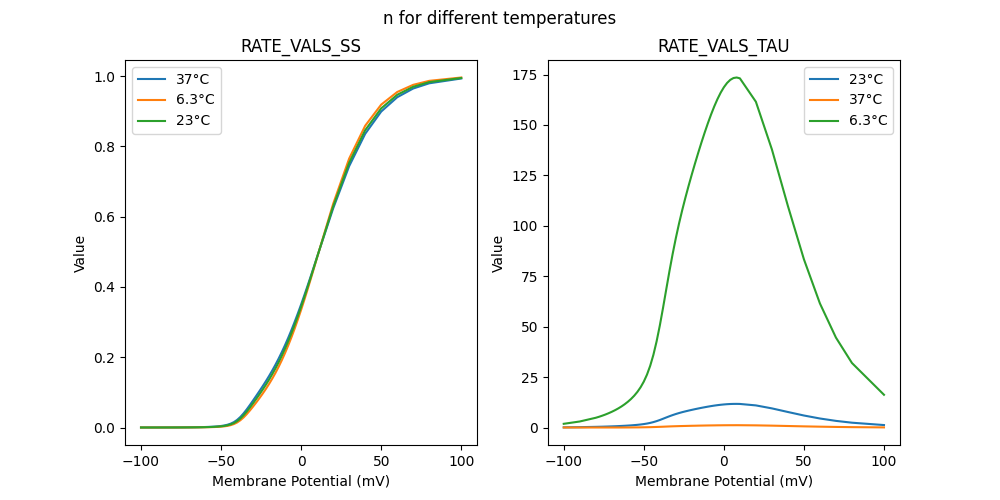 n for different temperatures
RATE_VALS_SS
1.0
0.8
0.6
0.4
0.2
0.0
Value
37°C
6.3°C
23°C
−100
−50
0
50
100
Membrane Potential (mV)
RATE_VALS_TAU
175
150
125
100
75
50
25
0
Value
23°C
37°C
6.3°C
−100
−50
0
50
100
Membrane Potential (mV)